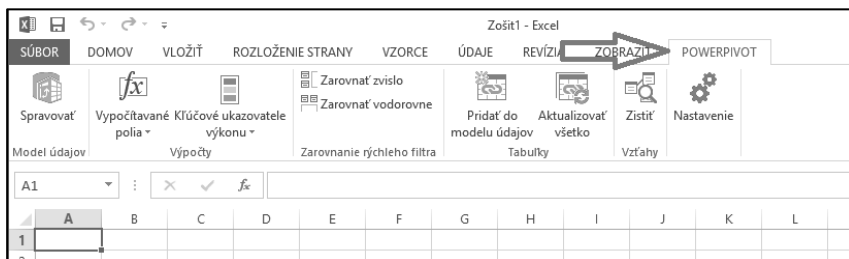 Zošit1 - Excel
SÚBOR DOMOV VLOŽIŤ ROZLOŽENIE STRANY VZORCE ÚDAJE REVÍZIA ZOBRAZIŤ POWERPIVOT
Spravovať
Vypočítavané polia
Kľúčové ukazovatele výkonu
Zarovnať zvislo
Zarovnať vodorovne
Pridať do modelu údajov
Aktualizovať všetko
Zistiť
Nastavenie
Model údajov Výpočty Zarovnanie rýchleho filtra Tabuľky Vzťahy
A1 fx
A B C D E F G H I J K L
1